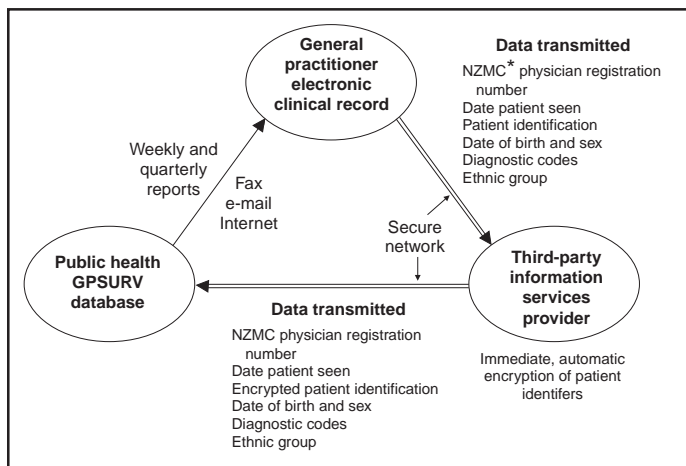 General
practitioner
electronic
clinical record
Data transmitted
NZMC* physician registration
number
Date patient seen
Patient identification
Date of birth and sex
Diagnostic codes
Ethnic group
Weekly and
quarterly
reports
Fax
e-mail
Internet
Secure
network
Public health
GPSURV
database
Third-party
information
services
provider
Data transmitted
NZMC physician registration
number
Date patient seen
Encrypted patient identification
Date of birth and sex
Diagnostic codes
Ethnic group
Immediate, automatic
encryption of patient
identifers